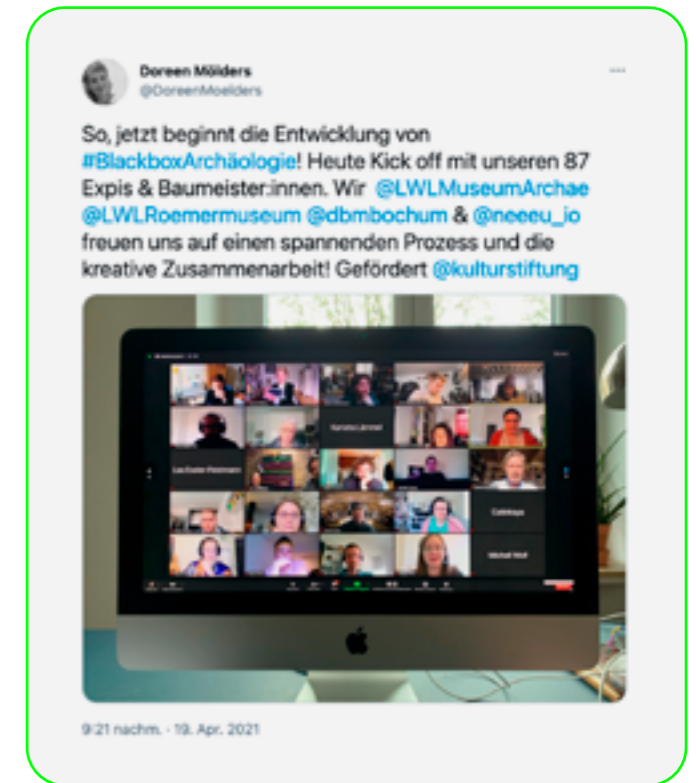 Doreen Mölders
@DoreenMoelders
So, jetzt beginnt die Entwicklung von
#BlackboxArchäologie! Heute Kick off mit unseren 87
Expis & Baumeister:innen. Wir @LWLMuseumArchae
@LWLRoemermuseum @dbmbochum & @neeeu_io
freuen uns auf einen spannenden Prozess und die
kreative Zusammenarbeit! Gefördert @kulturstiftung
9:21 nachm. · 19. Apr. 2021